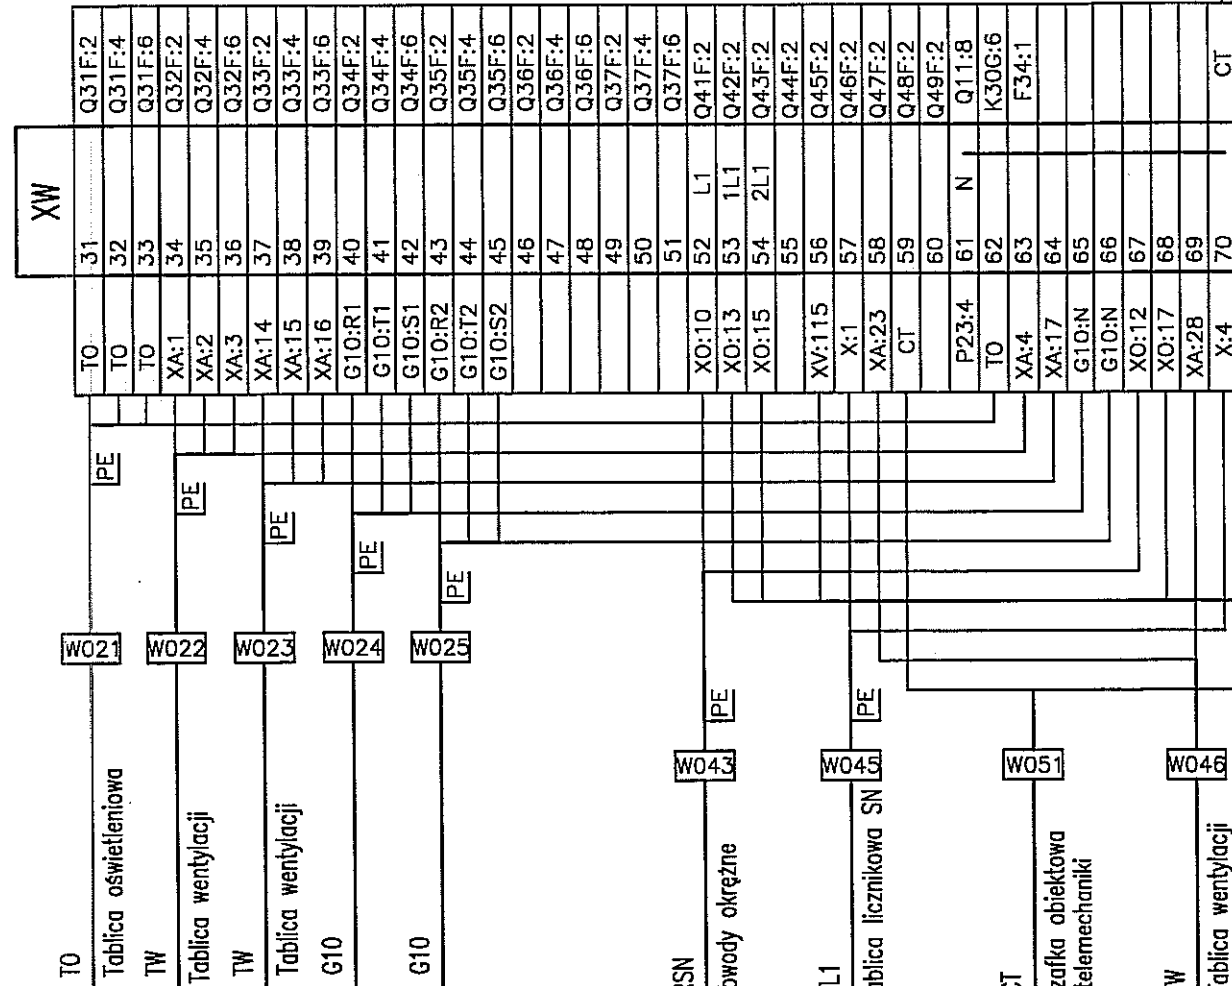 XW
TO 31 Q31F:2
TO 32 Q31F:4
TO 33 Q31F:6
XA:1 34 Q32F:2
XA:2 35 Q32F:4
XA:3 36 Q32F:6
XA:14 37 Q33F:2
XA:15 38 Q33F:4
XA:16 39 Q33F:6
G10:R1 40 Q34F:2
G10:T1 41 Q34F:4
G10:S1 42 Q34F:6
G10:R2 43 Q35F:2
G10:T2 44 Q35F:4
G10:S2 45 Q35F:6
46 Q36F:2
47 Q36F:4
48 Q36F:6
49 Q37F:2
50 Q37F:4
51 Q37F:6
XO:10 52 L1 Q41F:2
XO:13 53 1L1 Q42F:2
XO:15 54 2L1 Q43F:2
55 Q44F:2
XV:115 56 Q45F:2
X:1 57 Q46F:2
XA:23 58 Q47F:2
CT 59 Q48F:2
60 Q49F:2
P23:4 61 N Q11:8
TO 62 K30G:6
XA:4 63 F34:1
XA:17 64
G10:N 65
G10:N 66
XO:12 67
XO:17 68
XA:28 69
X:4 70 CT
PE
PE
PE
PE
PE
PE
PE
W021
W022
W023
W024
W025
W043
W045
W051
W046
TO
Tablica oświetleniowa
TW
Tablica wentylacji
TW
Tablica wentylacji
G10
G10
RSN
owody okrężne
L1
ablica licznikowa SN
CT
zafka obiektowa
telemechaniki
TW
Tablica wentylacji